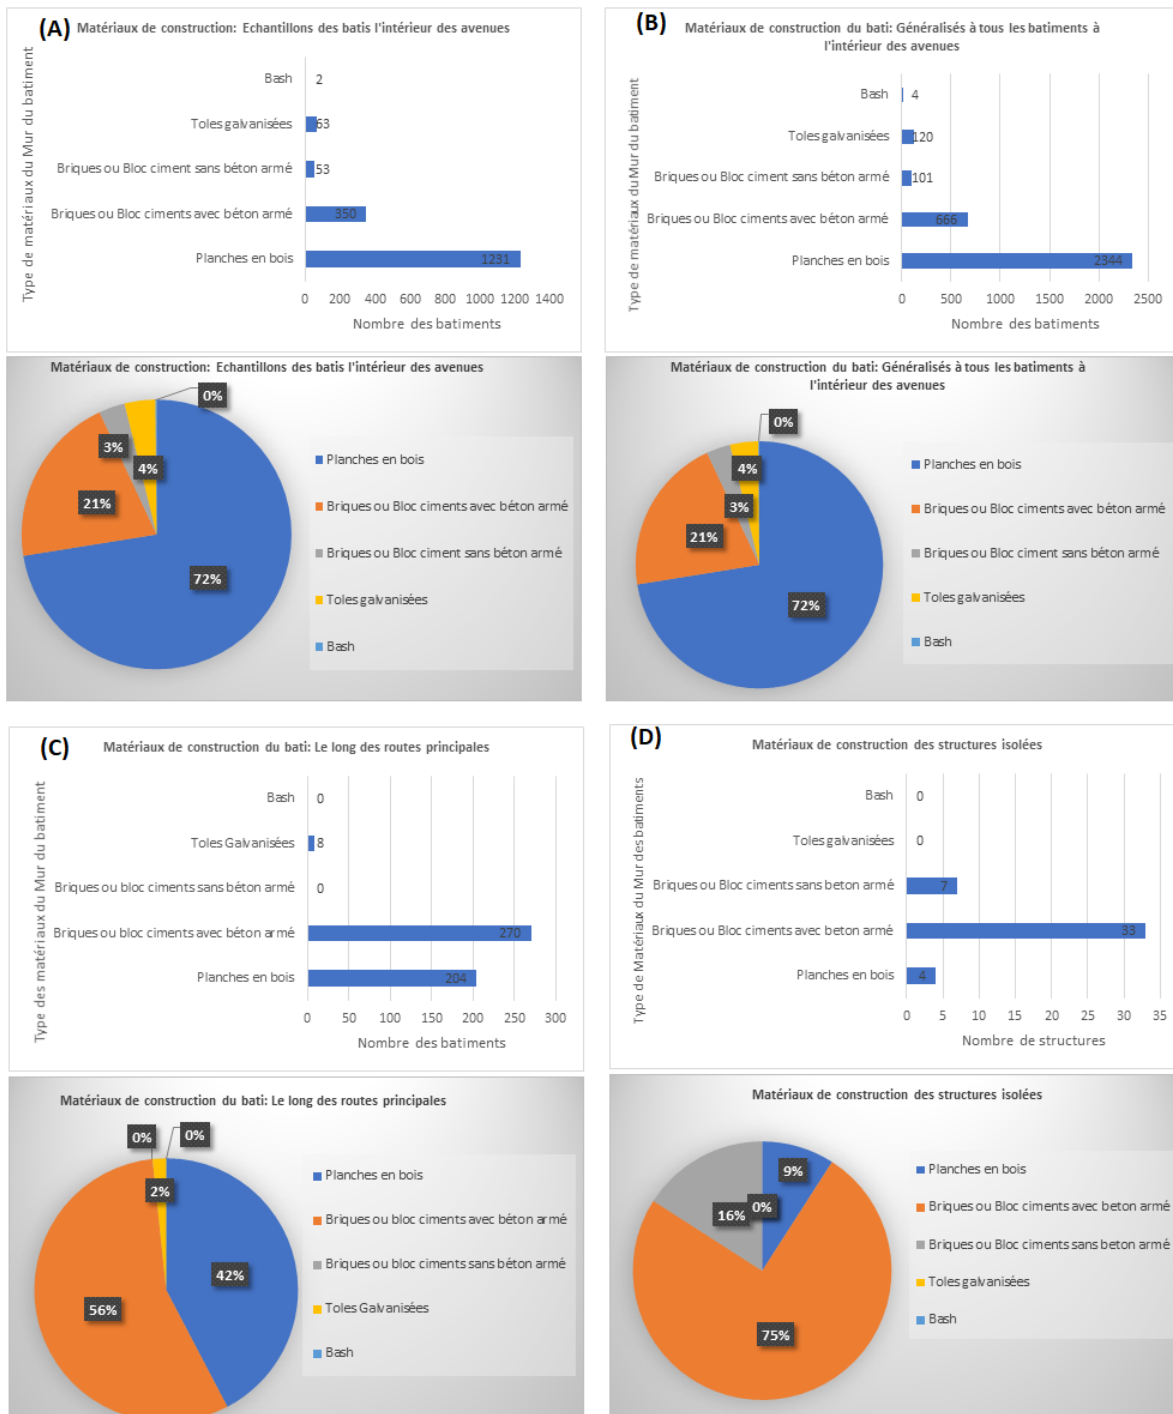 (A)
Matériaux de construction: Echantillons des batis l'intérieur des avenues
Type de matériaux du Mur du batiment
Bash
2
Toles galvanisées
63
Briques ou Bloc ciment sans béton armé
53
Briques ou Bloc ciments avec béton armé
350
Planches en bois
1231
0 200 400 600 800 1000 1200 1400
Nombre des batiments
(B)
Matériaux de construction du bati: Généralisés à tous les batiments à
l'intérieur des avenues
Type de matériaux du Mur du batiment
Bash
4
Toles galvanisées
120
Briques ou Bloc ciment sans béton armé
101
Briques ou Bloc ciments avec béton armé
666
Planches en bois
2344
0 500 1000 1500 2000 2500
Nombre des batiments
Matériaux de construction: Echantillons des batis l'intérieur des avenues
0%
3%
4%
21%
72%
Planches en bois
Briques ou Bloc ciments avec béton armé
Briques ou Bloc ciment sans béton armé
Toles galvanisées
Bash
Matériaux de construction du bati: Généralisés à tous les batiments à
l'intérieur des avenues
0%
4%
3%
21%
72%
Planches en bois
Briques ou Bloc ciments avec béton armé
Briques ou Bloc ciment sans béton armé
Toles galvanisées
Bash
(C)
Matériaux de construction du bati: Le long des routes principales
Type des matériaux du Mur du batiment
Bash
0
Toles Galvanisées
8
Briques ou bloc ciments sans béton armé
0
Briques ou bloc ciments avec béton armé
270
Planches en bois
204
0 50 100 150 200 250 300
Nombre des batiments
(D)
Matériaux de construction des structures isolées
Type de Matériaux du Mur des batiments
Bash
0
Toles galvanisées
0
Briques ou Bloc ciments sans beton armé
7
Briques ou Bloc ciments avec beton armé
33
Planches en bois
4
0 5 10 15 20 25 30 35
Nombre de structures
Matériaux de construction du bati: Le long des routes principales
0%
0%
2%
42%
56%
Planches en bois
Briques ou bloc ciments avec béton armé
Briques ou bloc ciments sans béton armé
Toles Galvanisées
Bash
Matériaux de construction des structures isolées
9%
16%
0%
75%
Planches en bois
Briques ou Bloc ciments avec beton armé
Briques ou Bloc ciments sans beton armé
Toles galvanisées
Bash